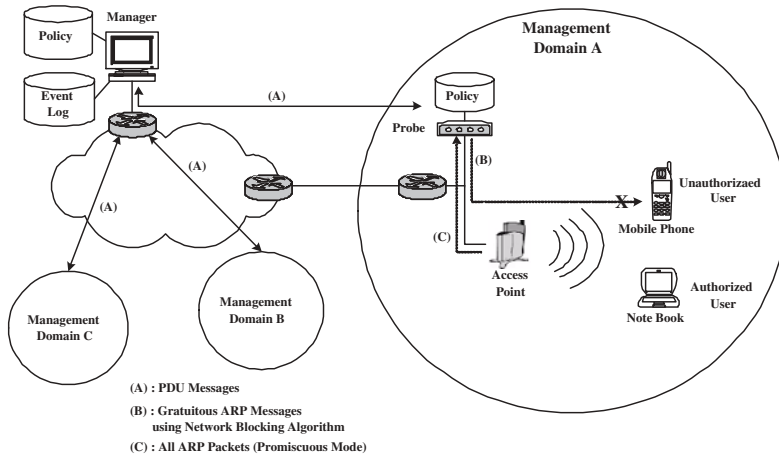 Manager
Policy
Event
Log
(A)
(A)
(A)
Management
Domain A
Policy
Probe
(B)
X
Unauthorizaed
User
Mobile Phone
(C)
Access
Point
Authorized
User
Note Book
Management
Domain C
Management
Domain B
(A) : PDU Messages
(B) : Gratuitous ARP Messages
using Network Blocking Algorithm
(C) : All ARP Packets (Promiscuous Mode)